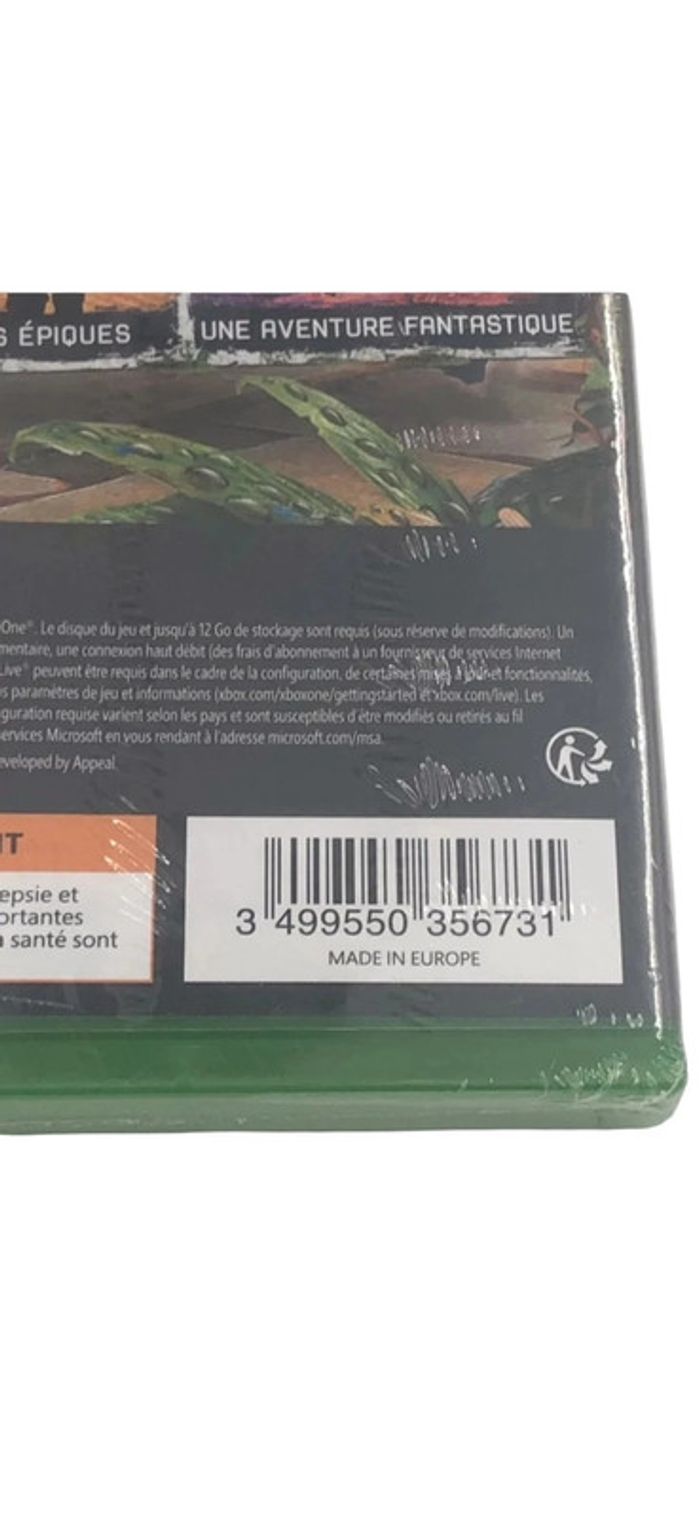 S ÉPIQUES
UNE AVENTURE FANTASTIQUE
One®. Le disque du jeu et jusqu'à 12 Go de stockage sont requis (sous réserve de modifications). Un
mentaire, une connexion haut débit (des frais d'abonnement à un fournisseur de services Internet
Live® peuvent être requis dans le cadre de la configuration, de certaines mises à jour et fonctionnalités,
s paramètres de jeu et informations (xbox.com/xboxone/gettingstarted et xbox.com/live). Les
guration requise varient selon les pays et sont susceptibles d'être modifiés ou retirés au fil
ervices Microsoft en vous rendant à l'adresse microsoft.com/msa.
eveloped by Appeal.
NT
epsie et
ortantes
a santé sont
3 499550 356731
MADE IN EUROPE